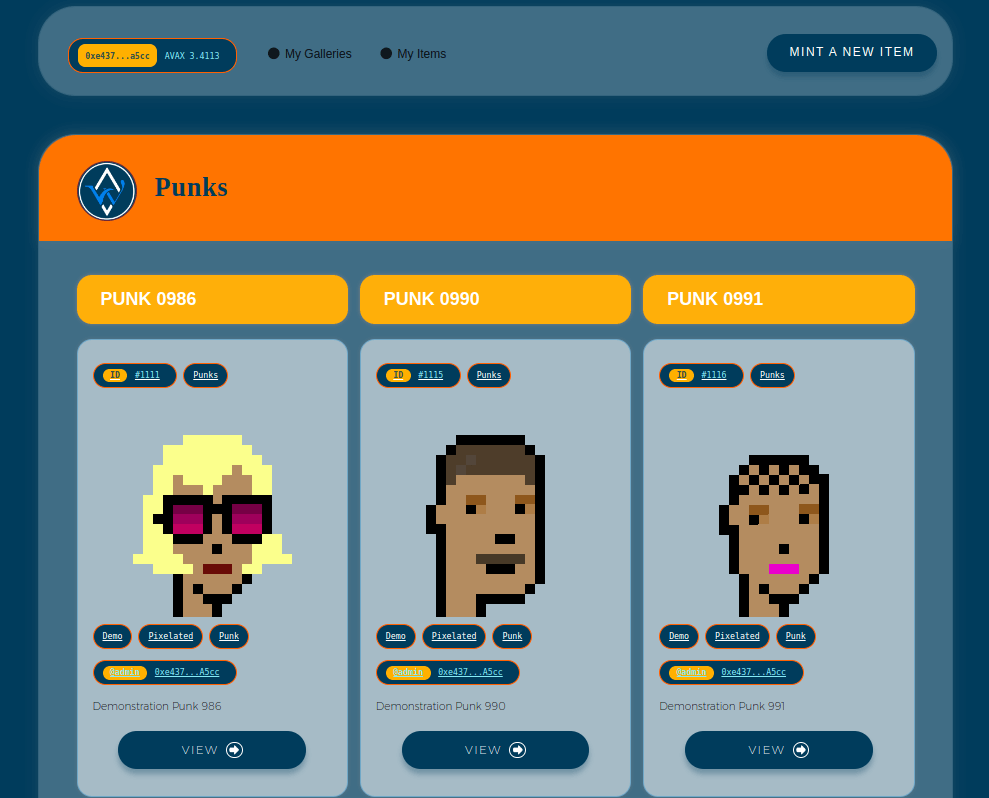 0xe437...a5cc AVAX 3.4113 My Galleries My Items MINT A NEW ITEM
Punks
PUNK 0986 PUNK 0990 PUNK 0991
ID #1111 Punks ID #1115 Punks ID #1116 Punks
Demo Pixelated Punk Demo Pixelated Punk Demo Pixelated Punk
@admin 0xe437...A5cc @admin 0xe437...A5cc @admin 0xe437...A5cc
Demonstration Punk 986 Demonstration Punk 990 Demonstration Punk 991
VIEW VIEW VIEW